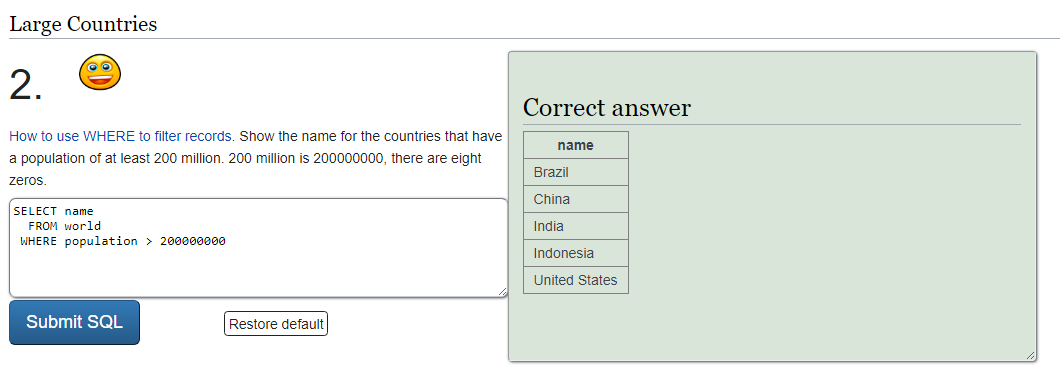 Large Countries
2.
How to use WHERE to filter records. Show the name for the countries that have
a population of at least 200 million. 200 million is 200000000, there are eight
zeros.
SELECT name
FROM world
WHERE population > 200000000
Submit SQL
Restore default
Correct answer
name
Brazil
China
India
Indonesia
United States